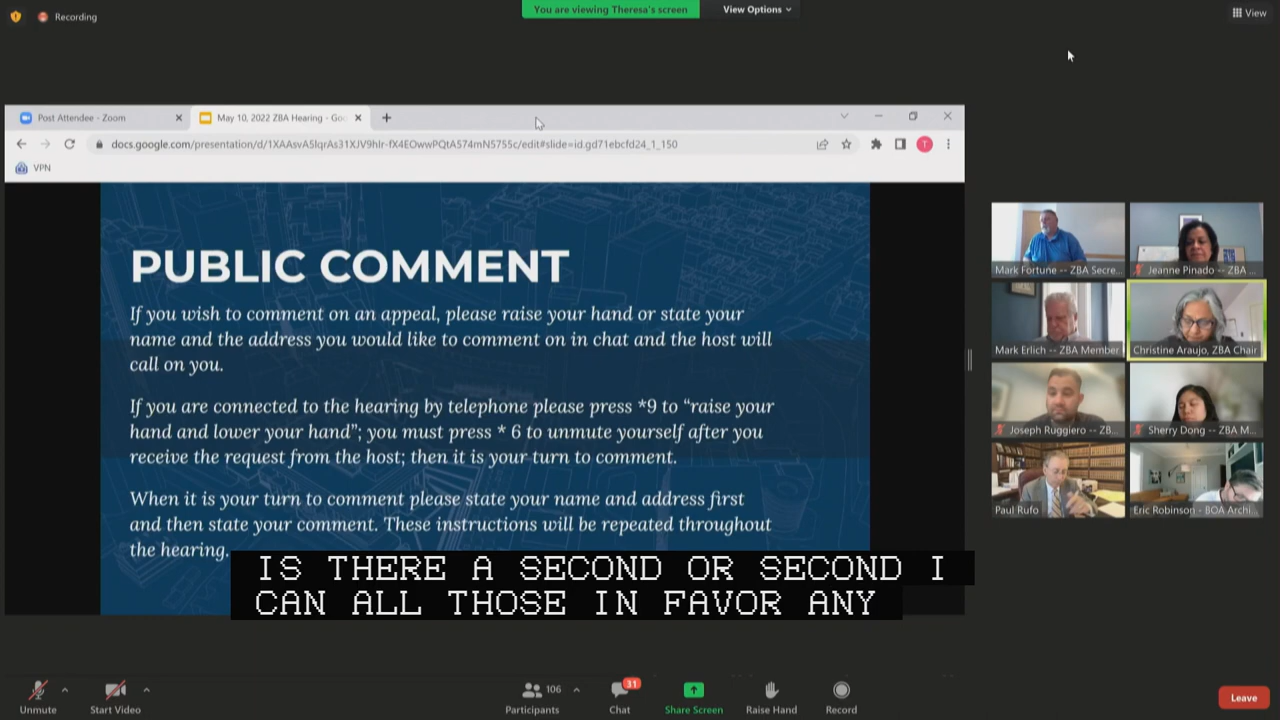 Recording
You are viewing Theresa's screen
View Options
View
Post Attendee - Zoom
May 10, 2022 ZBA Hearing - Goo
docs.google.com/presentation/d/1XAAsvA5lqrAs31XJV9hIr-fX4EOwwPQtA574mN5755c/edit#slide=id.gd71ebcfd24_1_150
T
VPN
PUBLIC COMMENT
If you wish to comment on an appeal, please raise your hand or state your
name and the address you would like to comment on in chat and the host will
call on you.
If you are connected to the hearing by telephone please press *9 to “raise your
hand and lower your hand”; you must press * 6 to unmute yourself after you
receive the request from the host; then it is your turn to comment.
When it is your turn to comment please state your name and address first
and then state your comment. These instructions will be repeated throughout
the hearing.
IS THERE A SECOND OR SECOND I
CAN ALL THOSE IN FAVOR ANY
Mark Fortune -- ZBA Secre...
Jeanne Pinado -- ZBA ...
Mark Erlich -- ZBA Member
Christine Araujo, ZBA Chair
Joseph Ruggiero -- ZB...
Sherry Dong -- ZBA M...
Paul Rufo
Eric Robinson - BOA Archi...
Unmute
Start Video
106
Participants
31
Chat
Share Screen
Raise Hand
Record
Leave